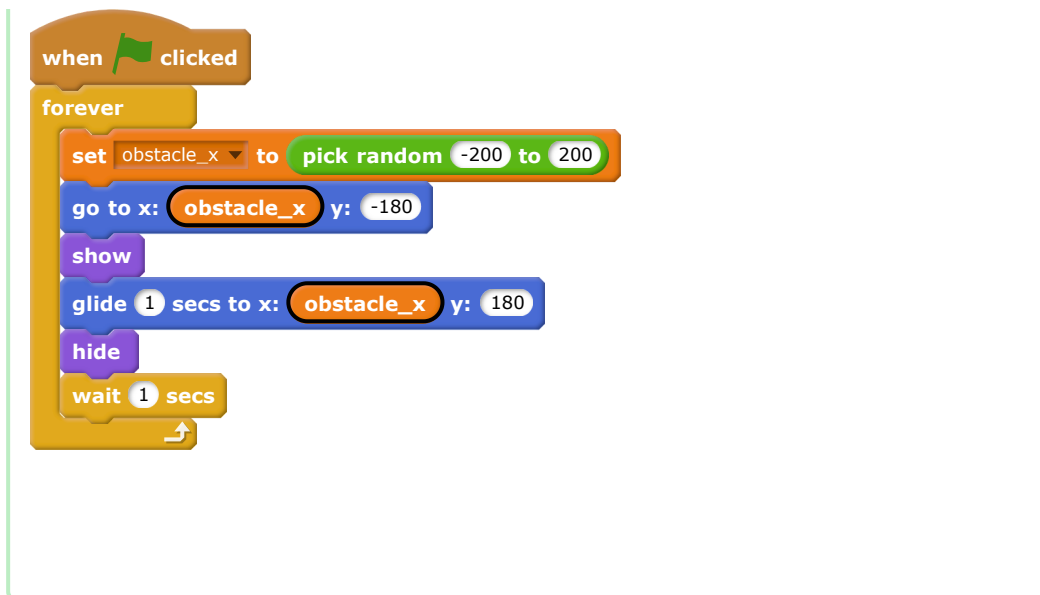 when clicked
forever
set obstacle_x to pick random -200 to 200
go to x: obstacle_x y: -180
show
glide 1 secs to x: obstacle_x y: 180
hide
wait 1 secs